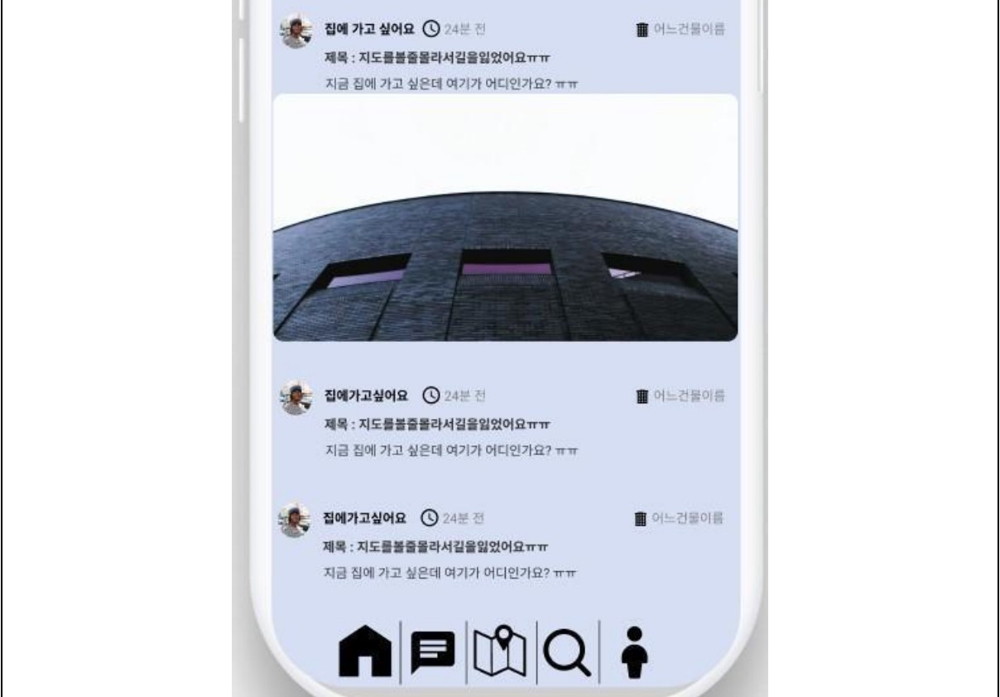 집에 가고 싶어요 24분 전 어느건물이름
제목 : 지도를볼줄몰라서길을잃었어요ㅠㅠ
지금 집에 가고 싶은데 여기가 어디인가요? ㅠㅠ
집에가고싶어요 24분 전 어느건물이름
제목 : 지도를볼줄몰라서길을잃었어요ㅠㅠ
지금 집에 가고 싶은데 여기가 어디인가요? ㅠㅠ
집에가고싶어요 24분 전 어느건물이름
제목 : 지도를볼줄몰라서길을잃었어요ㅠㅠ
지금 집에 가고 싶은데 여기가 어디인가요? ㅠㅠ